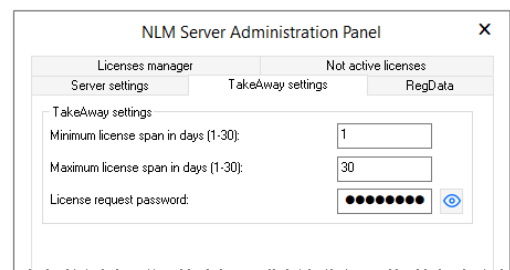 NLM Server Administration Panel
Licenses manager Not active licenses
Server settings TakeAway settings RegData
TakeAway settings
Minimum license span in days (1-30): 1
Maximum license span in days (1-30): 30
License request password: ●●●●●●●●